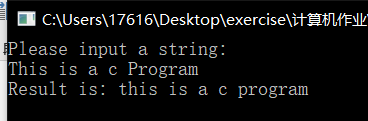 C:\Users\17616\Desktop\exercise\计算机作业
Please input a string:
This is a c Program
Result is: this is a c program